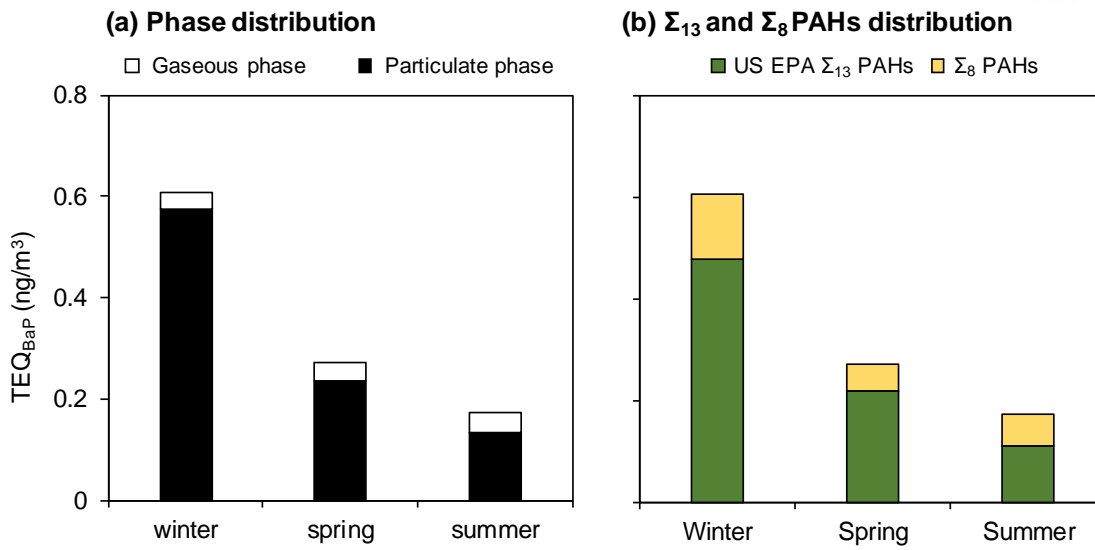 (a) Phase distribution
Gaseous phase
Particulate phase
TEQBaP (ng/m³)
0.8
0.6
0.4
0.2
0
winter
spring
summer
(b) Σ₁₃ and Σ₈ PAHs distribution
US EPA Σ₁₃ PAHs
Σ₈ PAHs
Winter
Spring
Summer